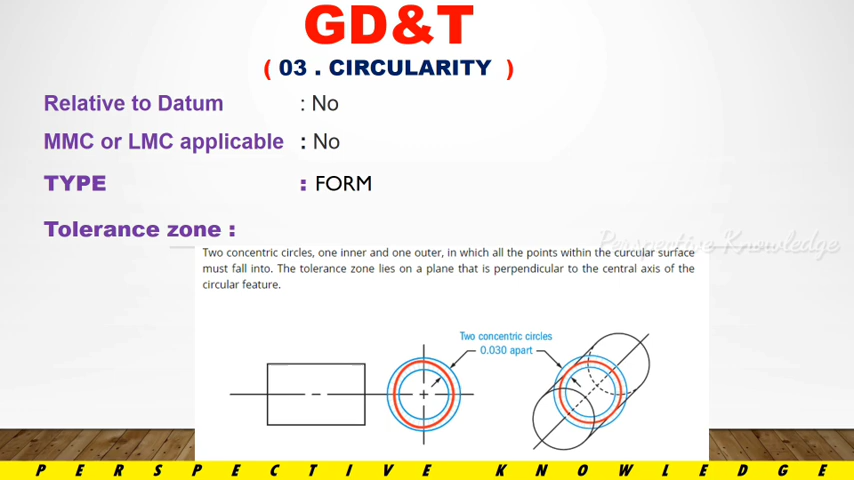 GD&T
( 03 . CIRCULARITY )
Relative to Datum : No
MMC or LMC applicable : No
TYPE : FORM
Tolerance zone :
Perspective Knowledge
Two concentric circles, one inner and one outer, in which all the points within the curcular surface
must fall into. The tolerance zone lies on a plane that is perpendicular to the central axis of the
circular feature.
Two concentric circles
0.030 apart
PERSPECTIVE KNOWLEDGE